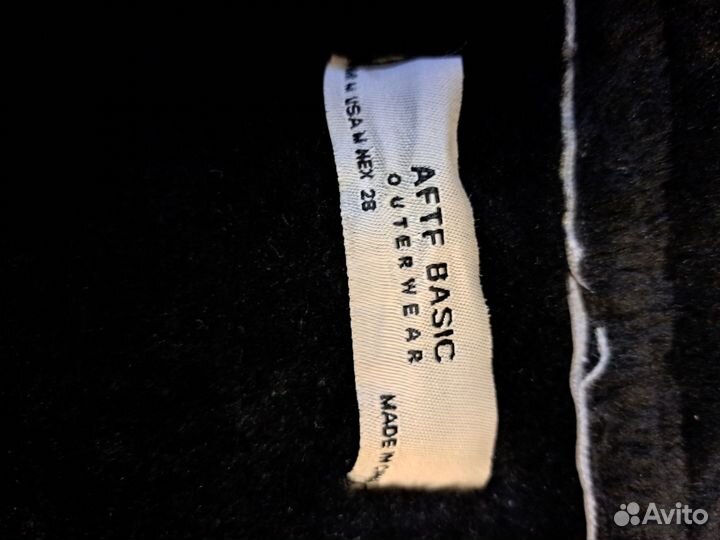 AFTF BASIC
OUTERWEAR
USA M MEX 28
MADE IN
Avito